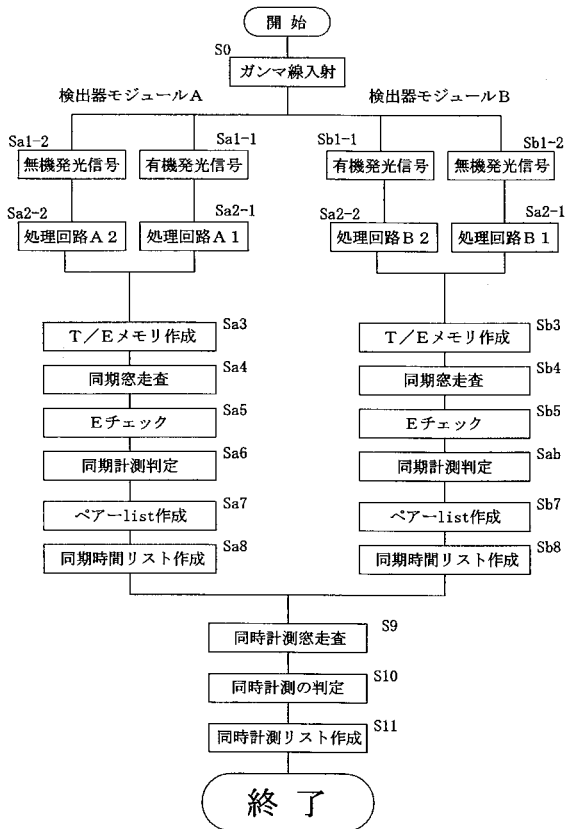 開 始
S0
ガンマ線入射
検出器モジュールA
検出器モジュールB
Sa1-2
無機発光信号
Sa1-1
有機発光信号
Sb1-1
有機発光信号
Sb1-2
無機発光信号
Sa2-2
処理回路A2
Sa2-1
処理回路A1
Sa2-2
処理回路B2
Sa2-1
処理回路B1
T/Eメモリ作成
Sa3
同期窓走査
Sa4
Eチェック
Sa5
同期計測判定
Sa6
ペアーlist作成
Sa7
同期時間リスト作成
Sa8
T/Eメモリ作成
Sb3
同期窓走査
Sb4
Eチェック
Sb5
同期計測判定
Sab
ペアーlist作成
Sb7
同期時間リスト作成
Sb8
同時計測窓走査
S9
同時計測の判定
S10
同時計測リスト作成
S11
終 了